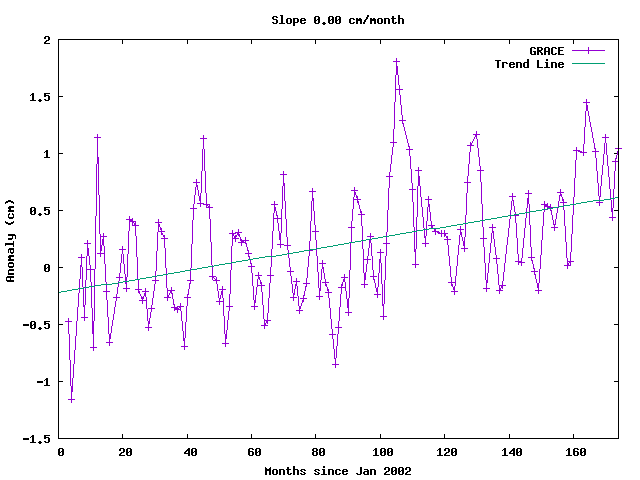 Slope 0.00 cm/month
GRACE
Trend Line
2
1.5
1
0.5
0
-0.5
-1
-1.5
Anomaly (cm)
0 20 40 60 80 100 120 140 160
Months since Jan 2002